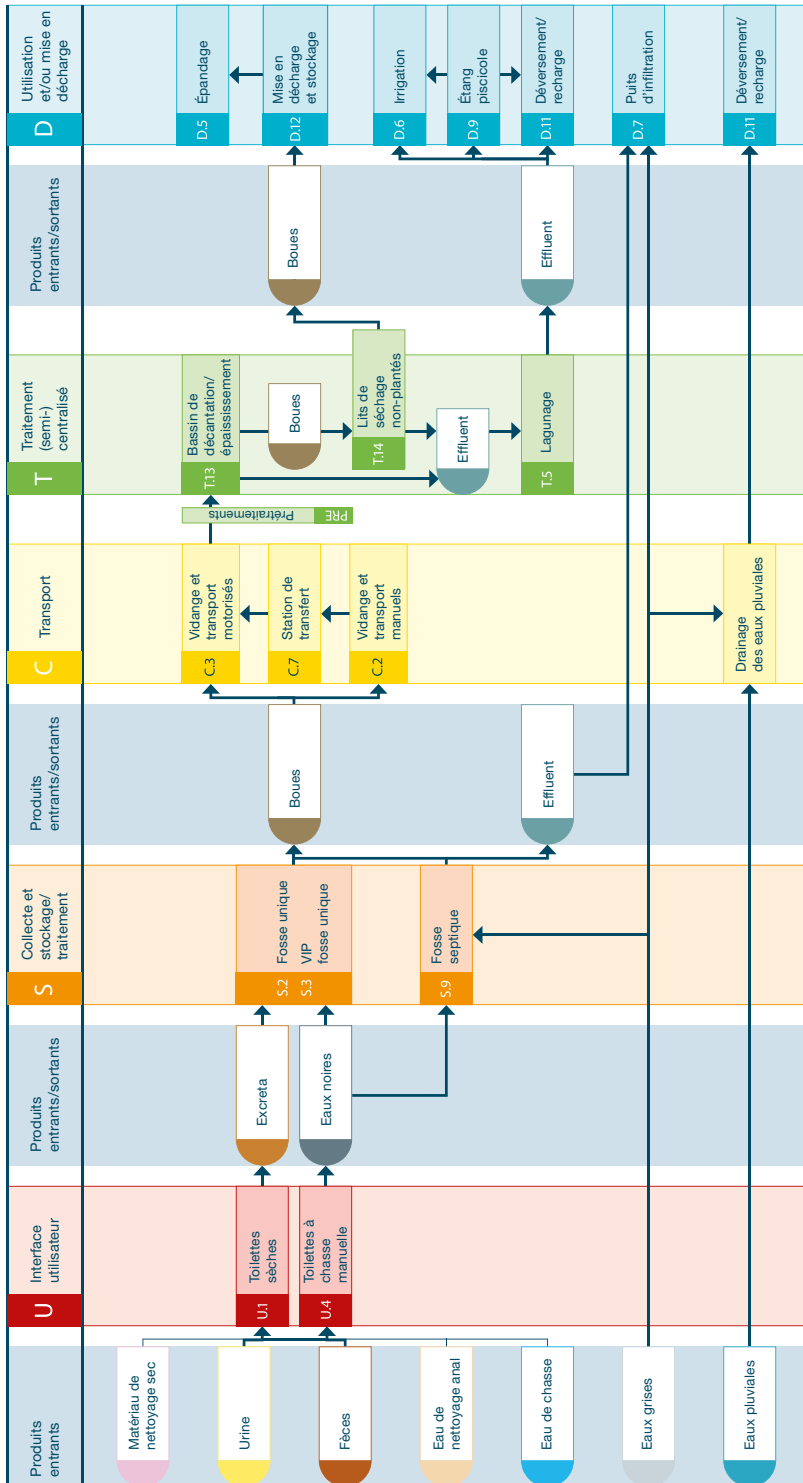 Produits
entrants
U
Interface
utilisateur
Produits
entrants/sortants
S
Collecte et
stockage/
traitement
Produits
entrants/sortants
C
Transport
T
Traitement
(semi-)
centralisé
Produits
entrants/sortants
D
Utilisation
et/ou mise en
décharge
Matériau de
nettoyage sec
Urine
Fèces
Eau de
nettoyage anal
Eau de chasse
Eaux grises
Eaux pluviales
U.1
Toilettes
sèches
U.4
Toilettes à
chasse
manuelle
Excreta
Eaux noires
S.2
Fosse unique
S.3
VIP
fosse unique
S.9
Fosse
septique
Boues
Effluent
C.3
Vidange et
transport
motorisés
C.7
Station de
transfert
C.2
Vidange et
transport
manuels
Drainage
des eaux pluviales
PRE
Prétraitements
T.13
Bassin de
décantation/
épaississement
Boues
T.14
Lits de
séchage
non-plantés
Effluent
T.5
Lagunage
Boues
Effluent
D.5
Épandage
D.12
Mise en
décharge
et stockage
D.6
Irrigation
D.9
Étang
piscicole
D.11
Déversement/
recharge
D.7
Puits
d'infiltration
D.11
Déversement/
recharge